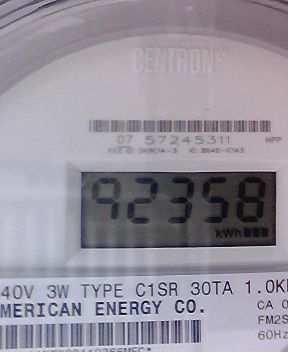 CENTRON®
07 57245311 HPP
92358
kWh
40V 3W TYPE C1SR 30TA 1.0K
MERICAN ENERGY CO. CA 0
FM2S
60Hz